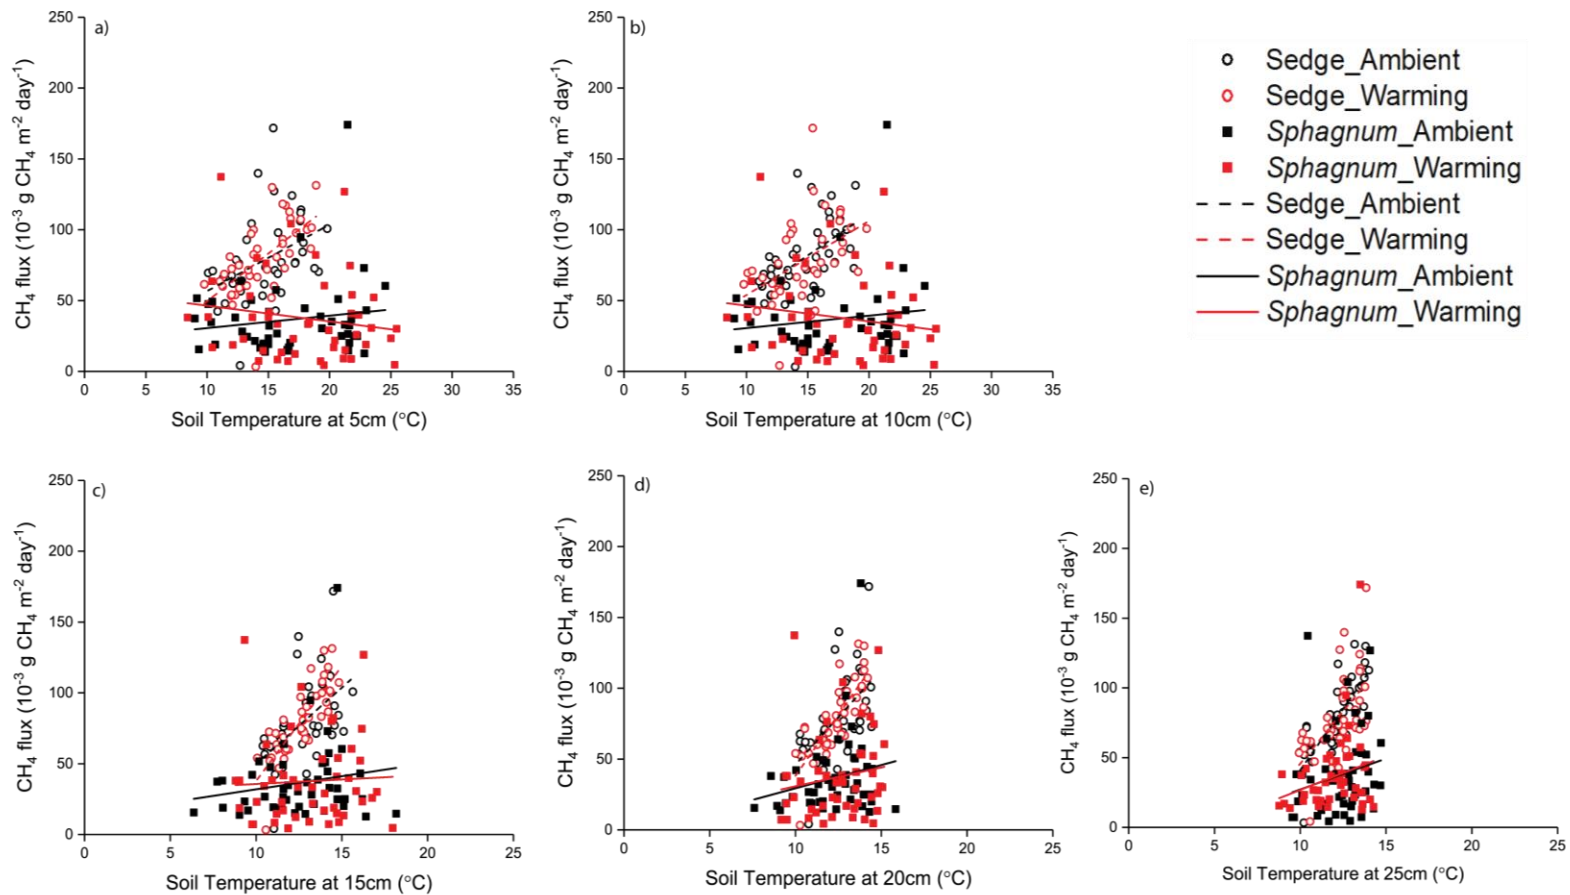 a)
250
200
150
100
50
0
0 5 10 15 20 25 30 35
CH₄ flux (10⁻³ g CH₄ m⁻² day⁻¹)
Soil Temperature at 5cm (°C)
b)
250
200
150
100
50
0
0 5 10 15 20 25 30 35
CH₄ flux (10⁻³ g CH₄ m⁻² day⁻¹)
Soil Temperature at 10cm (°C)
Sedge_Ambient
Sedge_Warming
Sphagnum_Ambient
Sphagnum_Warming
Sedge_Ambient
Sedge_Warming
Sphagnum_Ambient
Sphagnum_Warming
c)
250
200
150
100
50
0
0 5 10 15 20 25
CH₄ flux (10⁻³ g CH₄ m⁻² day⁻¹)
Soil Temperature at 15cm (°C)
d)
250
200
150
100
50
0
0 5 10 15 20 25
CH₄ flux (10⁻³ g CH₄ m⁻² day⁻¹)
Soil Temperature at 20cm (°C)
e)
250
200
150
100
50
0
0 5 10 15 20 25
CH₄ flux (10⁻³ g CH₄ m⁻² day⁻¹)
Soil Temperature at 25cm (°C)